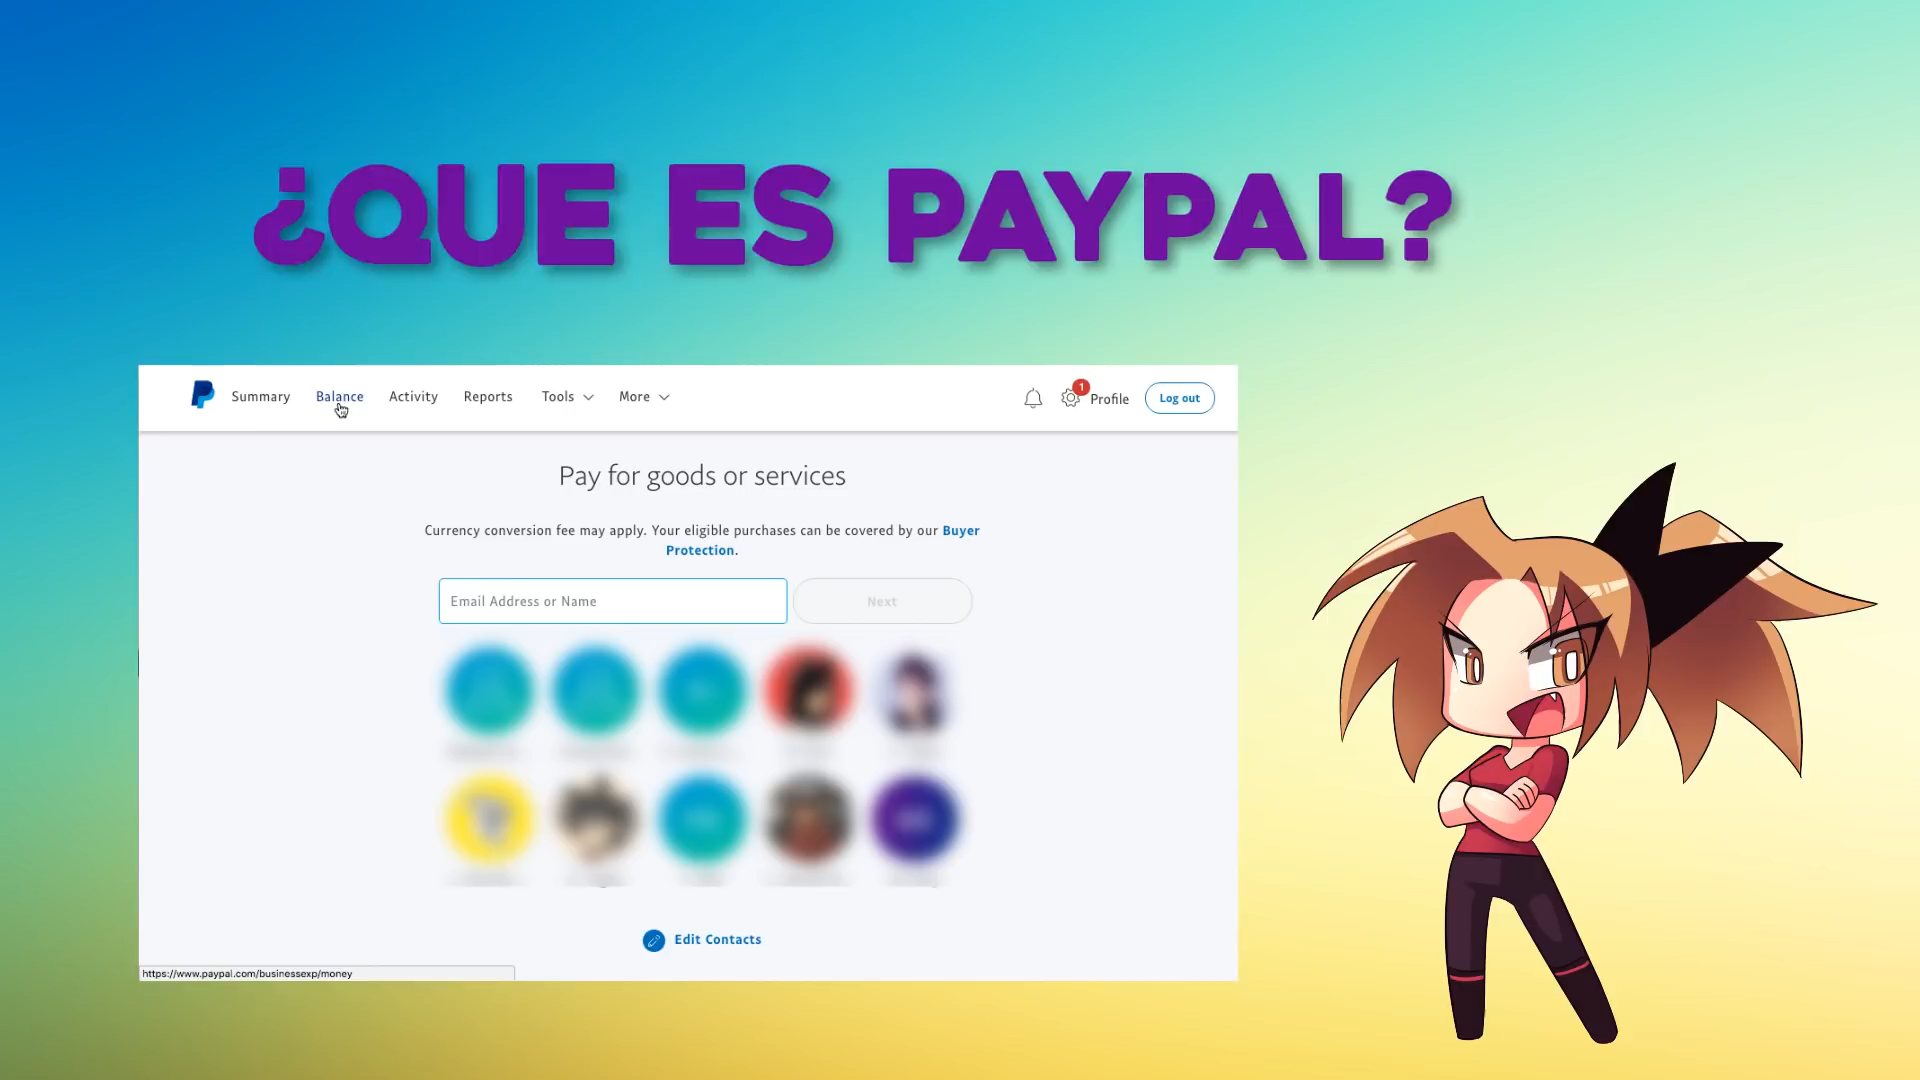 ¿QUE ES PAYPAL?
Summary Balance Activity Reports Tools More 1 Profile Log out
Pay for goods or services
Currency conversion fee may apply. Your eligible purchases can be covered by our Buyer
Protection.
Email Address or Name Next
Edit Contacts
https://www.paypal.com/businessexp/money